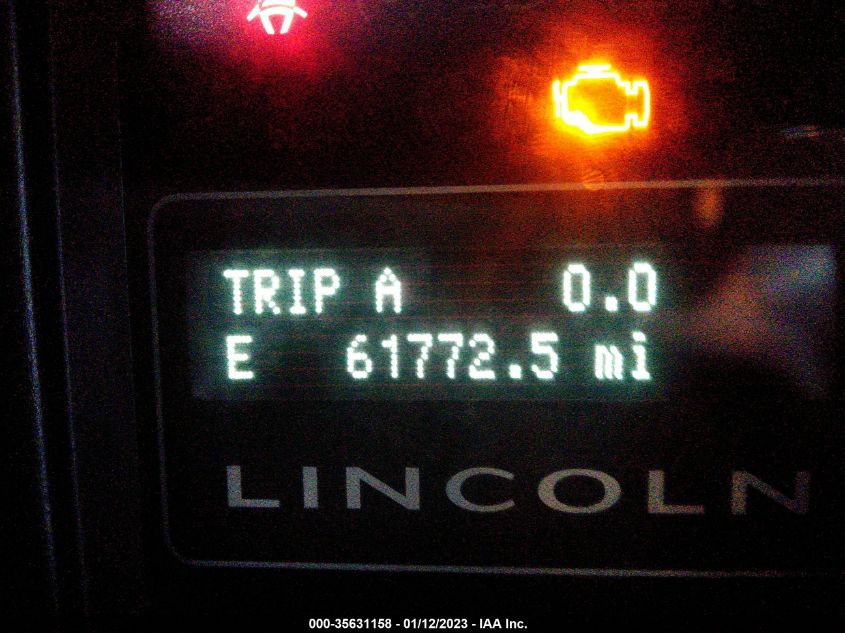 TRIP A 0.0
E 61772.5 mi
LINCOLN
000-35631158 - 01/12/2023 - IAA Inc.